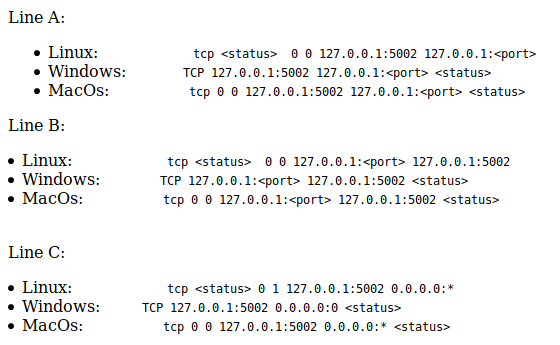 Line A:
• Linux: tcp <status> 0 0 127.0.0.1:5002 127.0.0.1:<port>
• Windows: TCP 127.0.0.1:5002 127.0.0.1:<port> <status>
• MacOs: tcp 0 0 127.0.0.1:5002 127.0.0.1:<port> <status>
Line B:
• Linux: tcp <status> 0 0 127.0.0.1:<port> 127.0.0.1:5002
• Windows: TCP 127.0.0.1:<port> 127.0.0.1:5002 <status>
• MacOs: tcp 0 0 127.0.0.1:<port> 127.0.0.1:5002 <status>
Line C:
• Linux: tcp <status> 0 1 127.0.0.1:5002 0.0.0.0:*
• Windows: TCP 127.0.0.1:5002 0.0.0.0:0 <status>
• MacOs: tcp 0 0 127.0.0.1:5002 0.0.0.0:* <status>